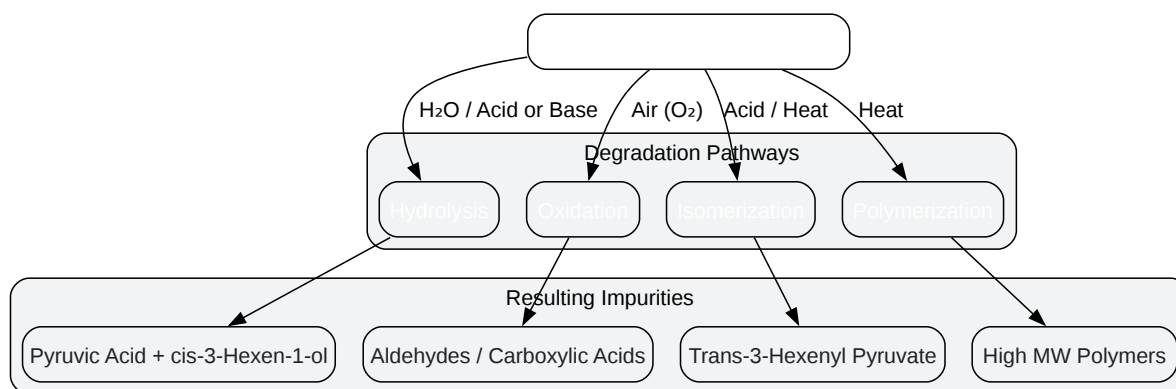 H₂O / Acid or Base
Air (O₂)
Acid / Heat
Heat
Degradation Pathways
Hydrolysis
Oxidation
Isomerization
Polymerization
Resulting Impurities
Pyruvic Acid + cis-3-Hexen-1-ol
Aldehydes / Carboxylic Acids
Trans-3-Hexenyl Pyruvate
High MW Polymers